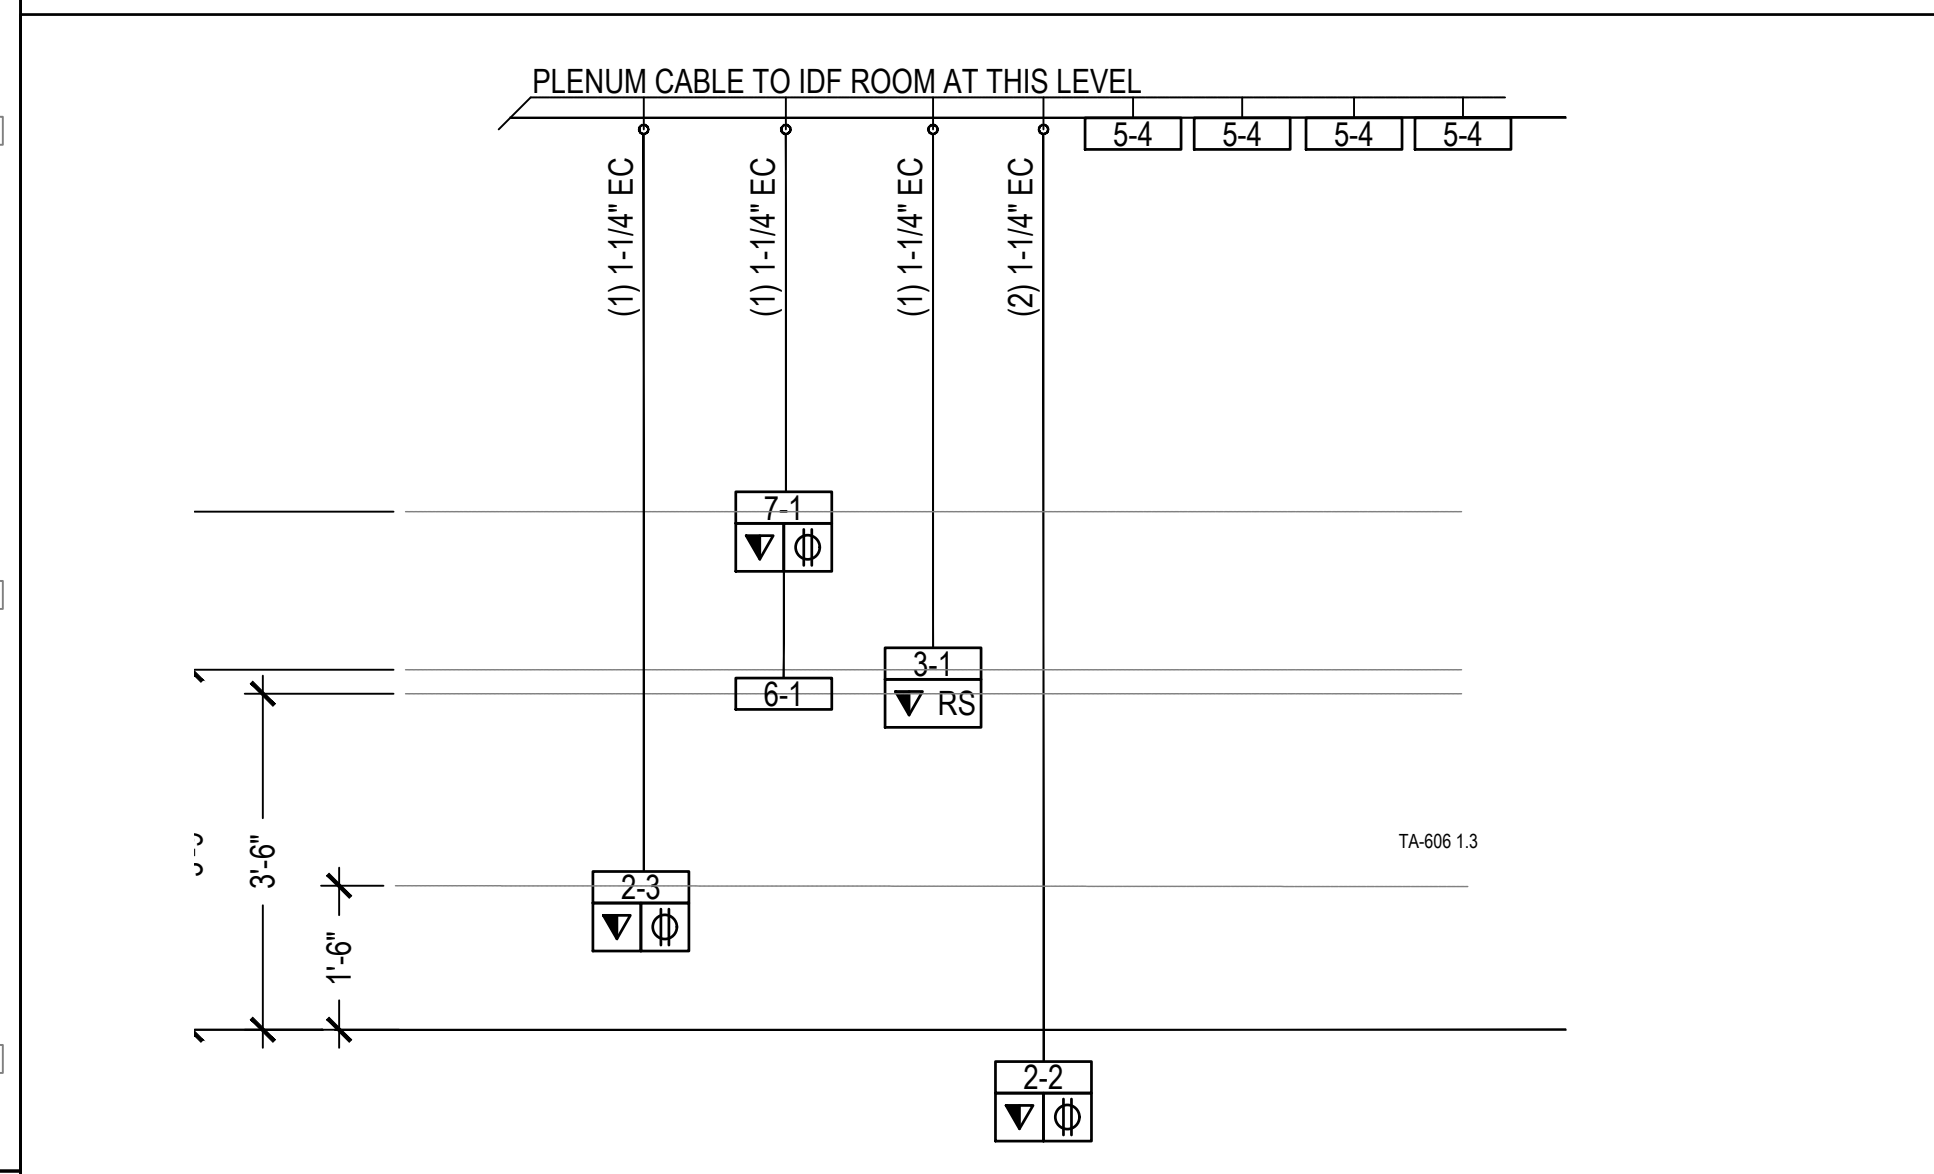 PLENUM CABLE TO IDF ROOM AT THIS LEVEL
5-4
5-4
5-4
5-4
(1) 1-1/4" EC
(1) 1-1/4" EC
(1) 1-1/4" EC
(2) 1-1/4" EC
7-1
3-1
6-1
RS
3'-6"
TA-606 1.3
2-3
1'-6"
2-2